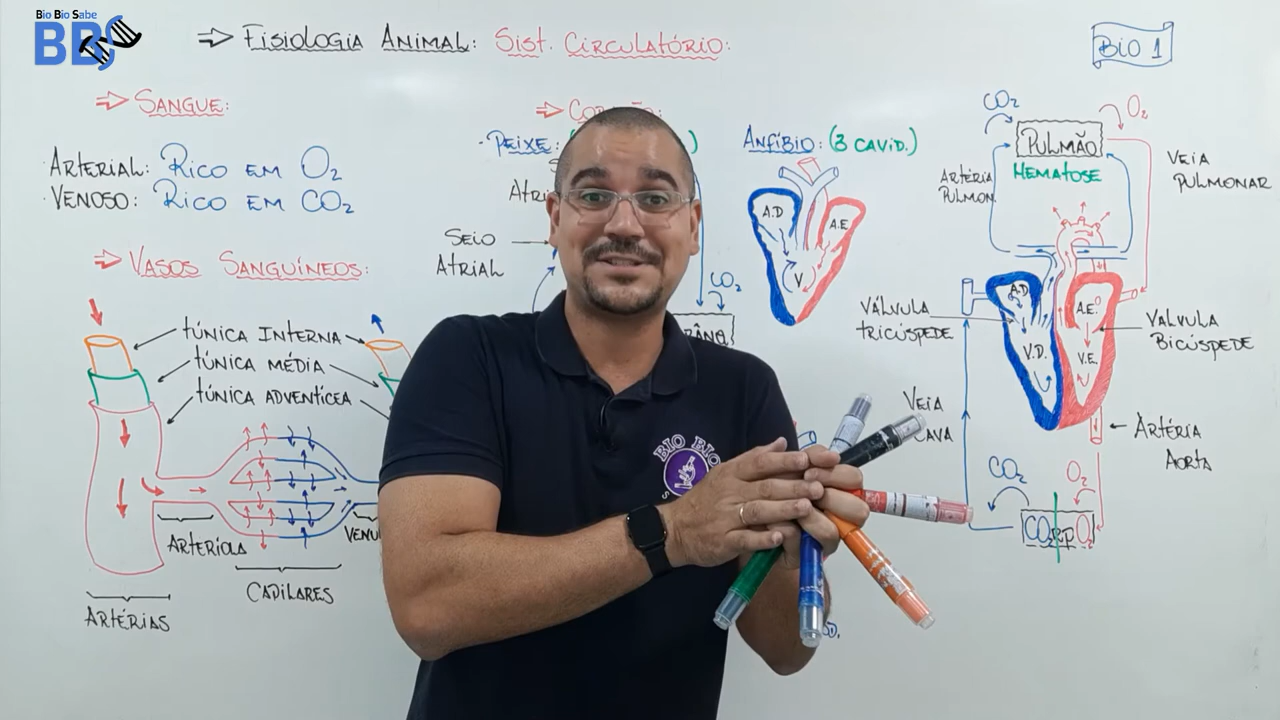 Bio Bio Sabe
BBS
⇒ Fisiologia Animal: Sist. Circulatório:
BIO 1
⇒ Sangue:
· Arterial: Rico em O2
· Venoso: Rico em CO2
⇒ Vasos Sanguíneos:
túnica Interna
túnica Média
túnica Adventícea
Arteríola
Capilares
Artérias
· Peixe:
)
Seio
Atrial
CO2
Anfíbio: (3 cavid.)
A.D
A.E
V.
CO2
O2
Pulmão
Hematose
Artéria
Pulmon
Veia
Pulmonar
Válvula
tricúspede
A.D
A.E.
V.D.
V.E.
Válvula
Bicúspede
Veia
Cava
Artéria
Aorta
CO2
O2
BIO BIO